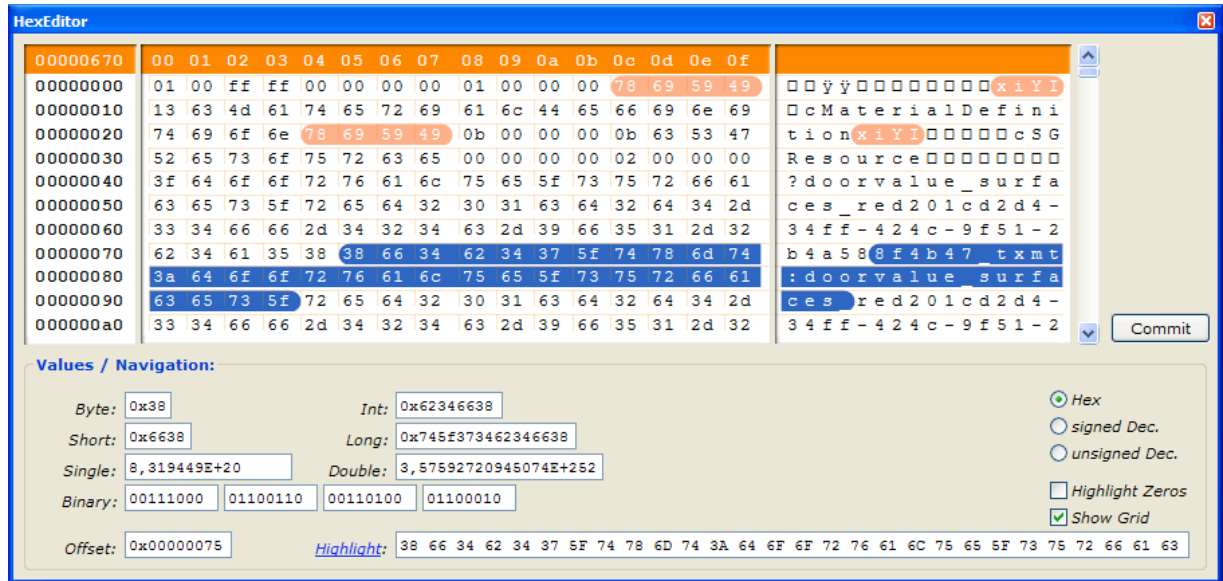 HexEditor
00000670 00 01 02 03 04 05 06 07 08 09 0a 0b 0c 0d 0e 0f
00000000 01 00 ff ff 00 00 00 00 01 00 00 00 78 69 59 49 □□ÿÿ□□□□□□□□xiYI
00000010 13 63 4d 61 74 65 72 69 61 6c 44 65 66 69 6e 69 □cMaterialDefini
00000020 74 69 6f 6e 78 69 59 49 0b 00 00 00 0b 63 53 47 tionxiYI□□□□□cSG
00000030 52 65 73 6f 75 72 63 65 00 00 00 00 02 00 00 00 Resource□□□□□□□□
00000040 3f 64 6f 6f 72 76 61 6c 75 65 5f 73 75 72 66 61 ?doorvalue_surfa
00000050 63 65 73 5f 72 65 64 32 30 31 63 64 32 64 34 2d ces_red201cd2d4-
00000060 33 34 66 66 2d 34 32 34 63 2d 39 66 35 31 2d 32 34ff-424c-9f51-2
00000070 62 34 61 35 38 38 66 34 62 34 37 5f 74 78 6d 74 b4a588f4b47_txmt
00000080 3a 64 6f 6f 72 76 61 6c 75 65 5f 73 75 72 66 61 :doorvalue_surfa
00000090 63 65 73 5f 72 65 64 32 30 31 63 64 32 64 34 2d ces_red201cd2d4-
000000a0 33 34 66 66 2d 34 32 34 63 2d 39 66 35 31 2d 32 34ff-424c-9f51-2
Commit
Values / Navigation:
Byte: 0x38 Int: 0x62346638 Hex
Short: 0x6638 Long: 0x745f373462346638 signed Dec.
Single: 8,319449E+20 Double: 3,57592720945074E+252 unsigned Dec.
Binary: 00111000 01100110 00110100 01100010 Highlight Zeros
Show Grid
Offset: 0x00000075 Highlight: 38 66 34 62 34 37 5F 74 78 6D 74 3A 64 6F 6F 72 76 61 6C 75 65 5F 73 75 72 66 61 63